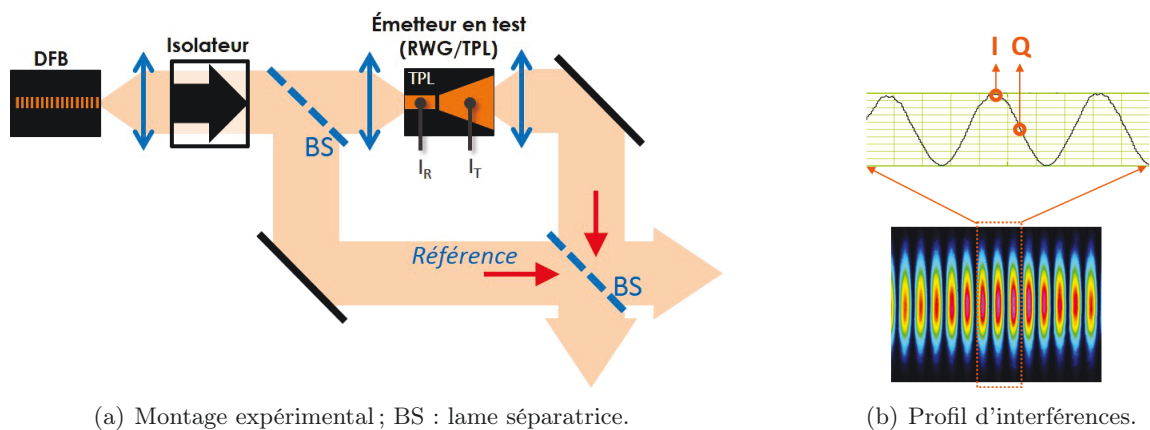 DFB
Isolateur
Émetteur en test
(RWG/TPL)
TPL
BS
I_R
I_T
Référence
BS
I
Q
(a) Montage expérimental ; BS : lame séparatrice.
(b) Profil d'interférences.